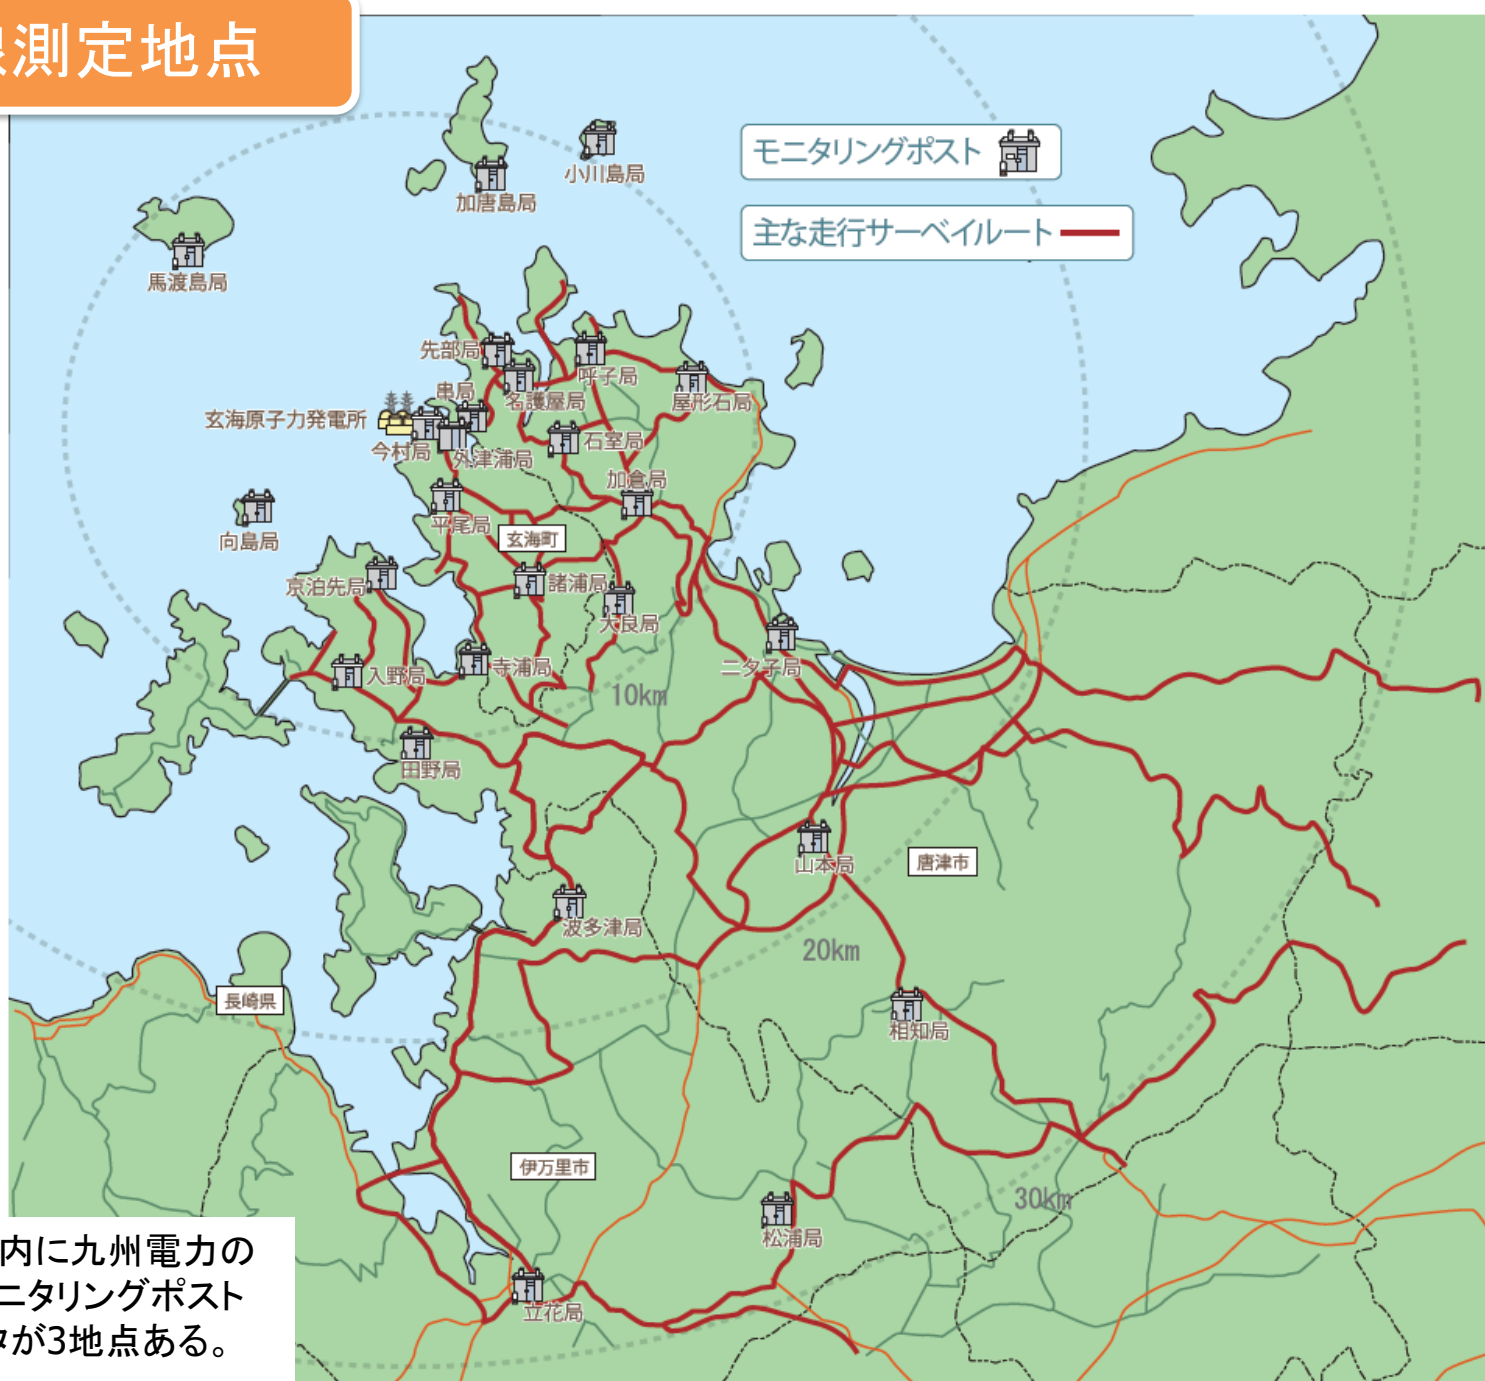 線測定地点
モニタリングポスト
主な走行サーベイルート
小川島局
加唐島局
馬渡島局
先部局
呼子局
串局
名護屋局
屋形石局
玄海原子力発電所
今村局
外津浦局
石室局
加倉局
平尾局
玄海町
向島局
京泊先局
諸浦局
大良局
二タ子局
入野局
寺浦局
10km
田野局
山本局
唐津市
波多津局
20km
長崎県
相知局
伊万里市
30km
松浦局
立花局
内に九州電力の
ニタリングポスト
タが3地点ある。